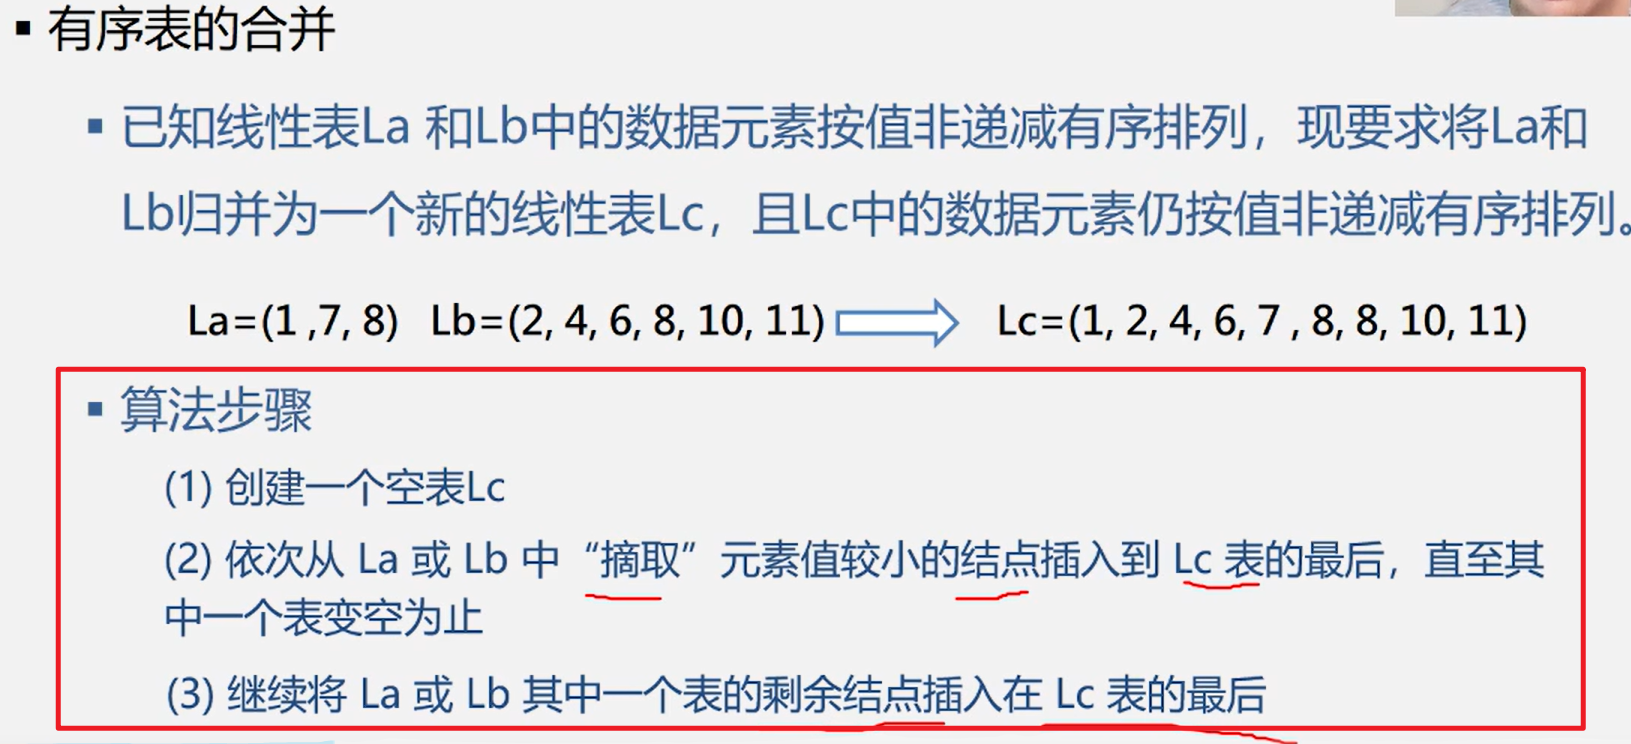 ▪ 有序表的合并
▪ 已知线性表La 和Lb中的数据元素按值非递减有序排列，现要求将La和
Lb归并为一个新的线性表Lc，且Lc中的数据元素仍按值非递减有序排列。
La=(1 ,7, 8) Lb=(2, 4, 6, 8, 10, 11) Lc=(1, 2, 4, 6, 7 , 8, 8, 10, 11)
▪ 算法步骤
(1) 创建一个空表Lc
(2) 依次从 La 或 Lb 中“摘取”元素值较小的结点插入到 Lc 表的最后，直至其
中一个表变空为止
(3) 继续将 La 或 Lb 其中一个表的剩余结点插入在 Lc 表的最后